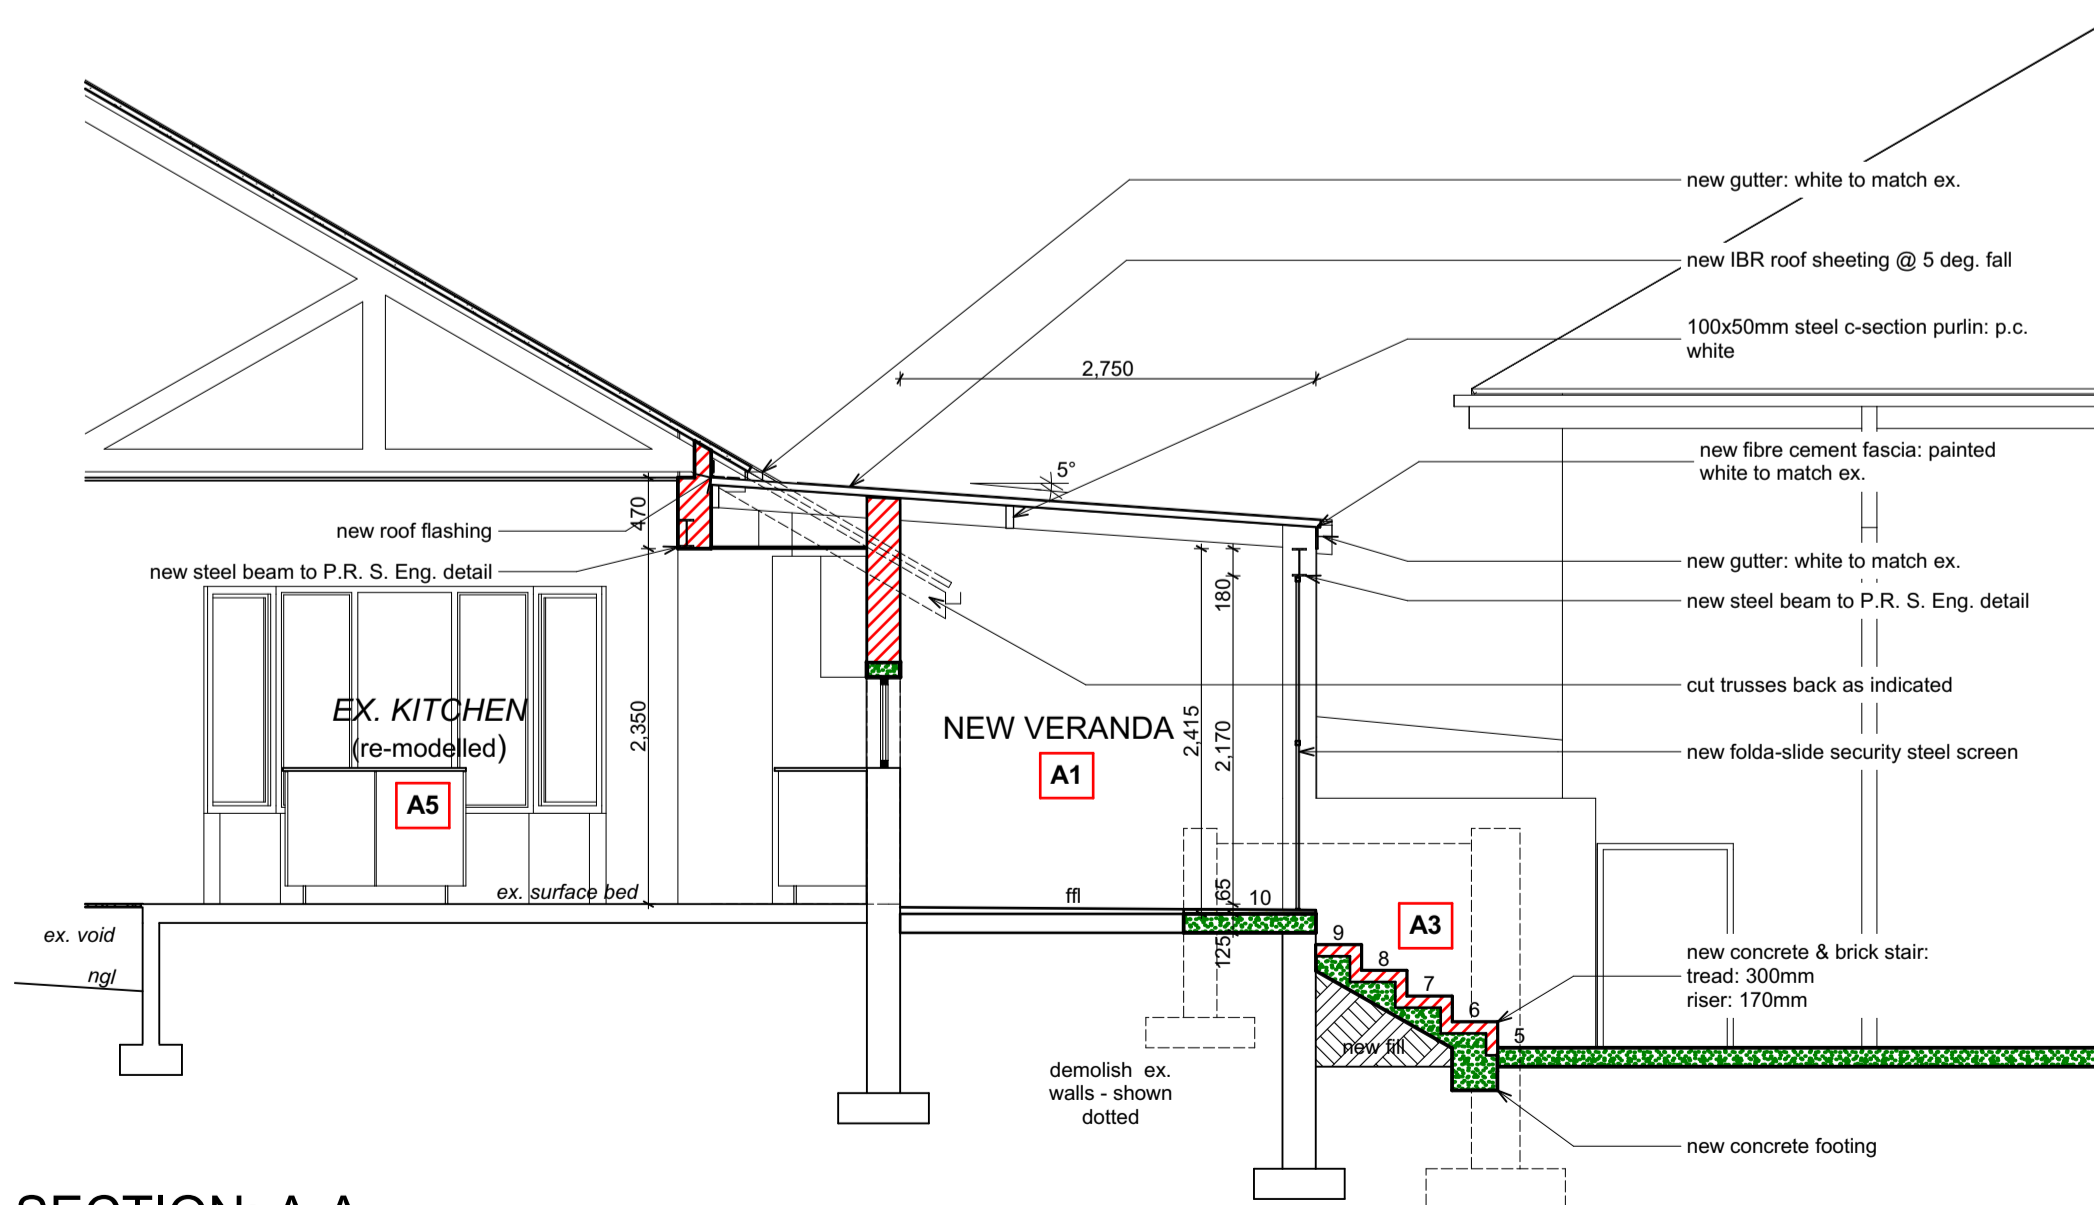 new gutter: white to match ex.
new IBR roof sheeting @ 5 deg. fall
100x50mm steel c-section purlin: p.c.
white
2,750
new fibre cement fascia: painted
white to match ex.
5°
470
new roof flashing
new steel beam to P.R. S. Eng. detail
new gutter: white to match ex.
180
new steel beam to P.R. S. Eng. detail
cut trusses back as indicated
EX. KITCHEN
(re-modelled)
A5
2,350
NEW VERANDA
A1
2,415
2,170
new folda-slide security steel screen
ex. surface bed
ffl
65
10
125
A3
ex. void
ngl
9
8
7
6
5
new concrete & brick stair:
tread: 300mm
riser: 170mm
new fill
demolish ex.
walls - shown
dotted
new concrete footing
SECTION A-A